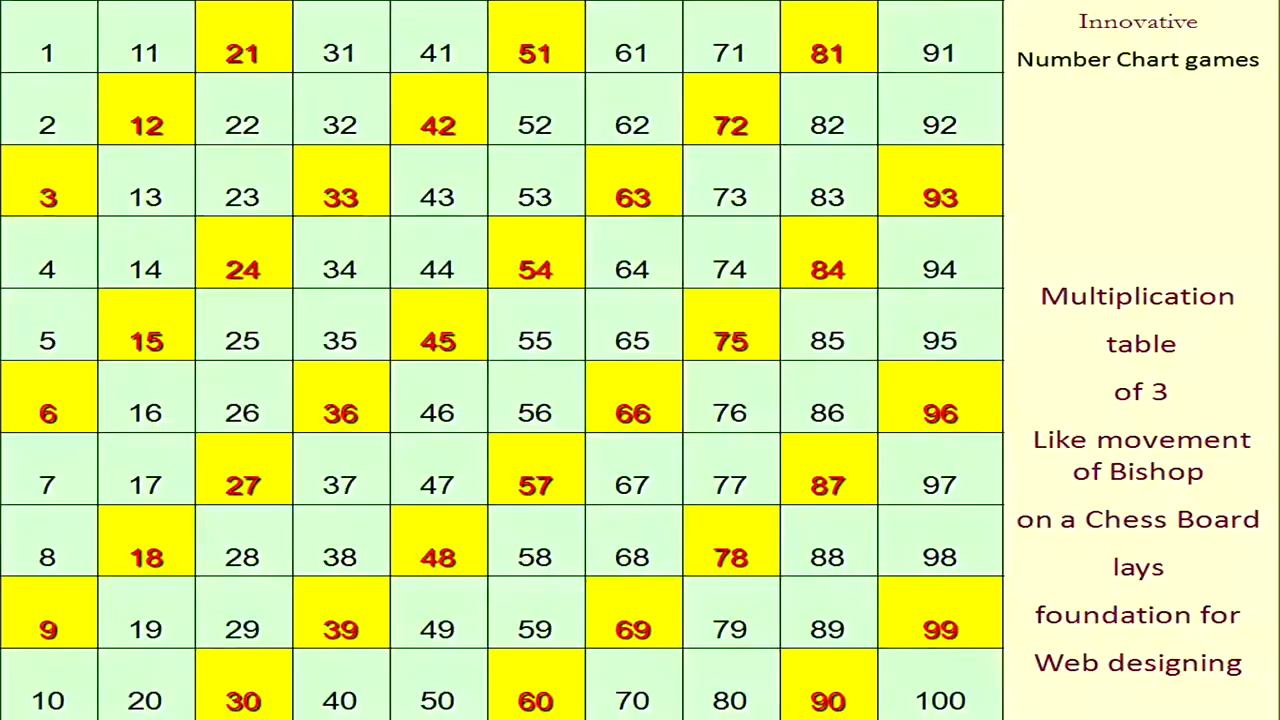 1 11 21 31 41 51 61 71 81 91
2 12 22 32 42 52 62 72 82 92
3 13 23 33 43 53 63 73 83 93
4 14 24 34 44 54 64 74 84 94
5 15 25 35 45 55 65 75 85 95
6 16 26 36 46 56 66 76 86 96
7 17 27 37 47 57 67 77 87 97
8 18 28 38 48 58 68 78 88 98
9 19 29 39 49 59 69 79 89 99
10 20 30 40 50 60 70 80 90 100
Innovative
Number Chart games
Multiplication
table
of 3
Like movement
of Bishop
on a Chess Board
lays
foundation for
Web designing